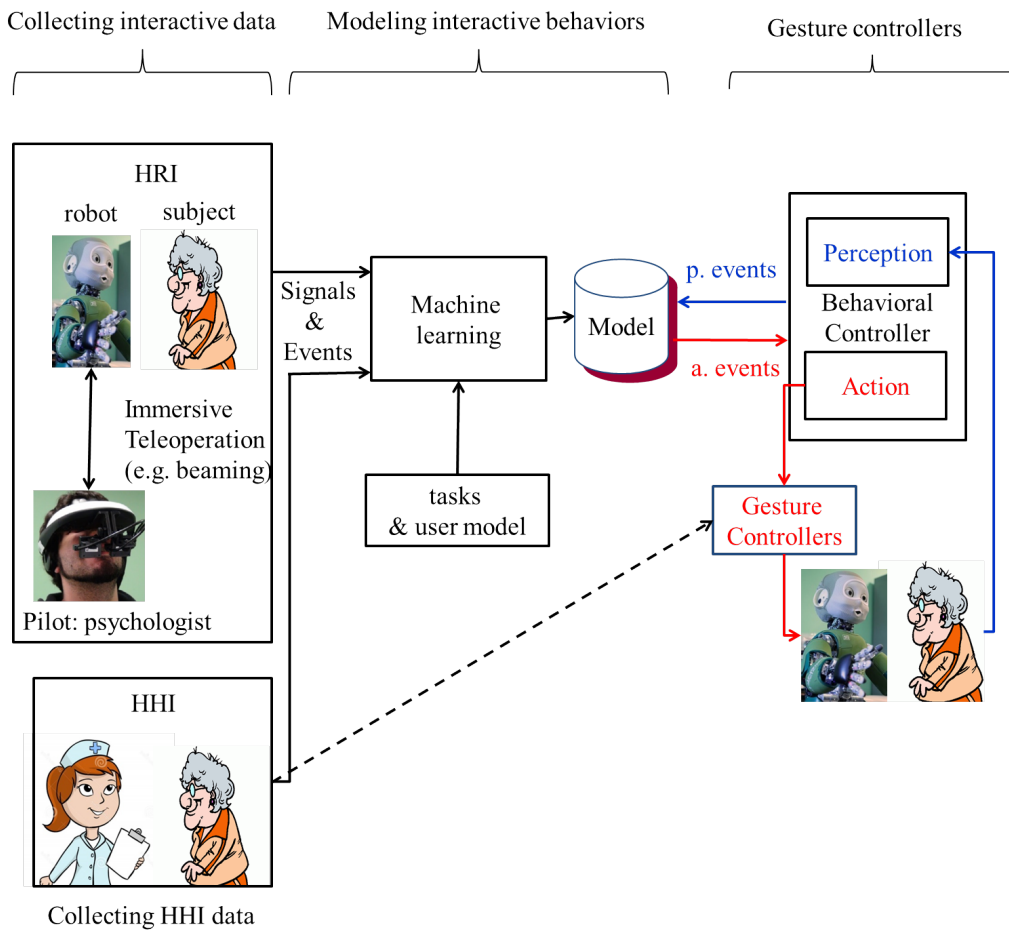 Collecting interactive data
Modeling interactive behaviors
Gesture controllers
HRI
robot
subject
Immersive
Teleoperation
(e.g. beaming)
Pilot: psychologist
HHI
Collecting HHI data
Signals
&
Events
Machine
learning
tasks
& user model
Model
p. events
a. events
Perception
Behavioral
Controller
Action
Gesture
Controllers